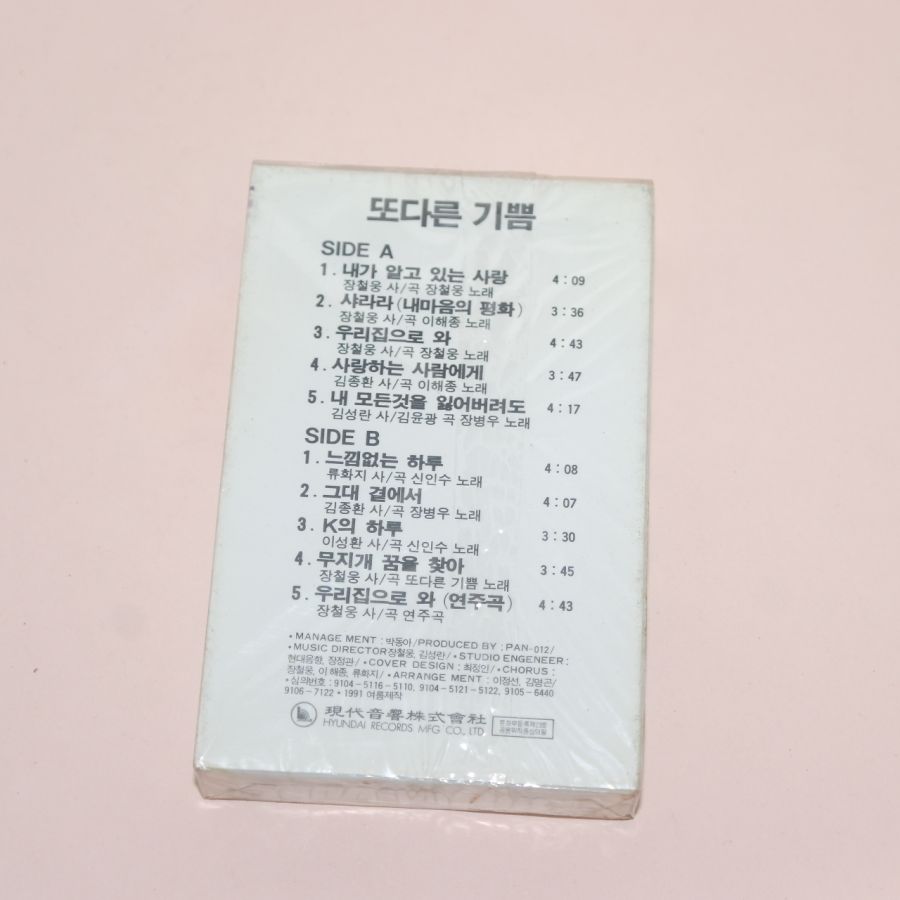 또다른 기쁨
SIDE A
1. 내가 알고 있는 사랑 4:09
장철웅 사/곡 장철웅 노래
2. 샤라라 (내마음의 평화) 3:36
장철웅 사/곡 이해종 노래
3. 우리집으로 와 4:43
장철웅 사/곡 장철웅 노래
4. 사랑하는 사람에게 3:47
김종환 사/곡 이해종 노래
5. 내 모든것을 잃어버려도 4:17
김성란 사/김윤광 곡 장병우 노래
SIDE B
1. 느낌없는 하루 4:08
류화지 사/곡 신인수 노래
2. 그대 곁에서 4:07
김종환 사/곡 장병우 노래
3. K의 하루 3:30
이성환 사/곡 신인수 노래
4. 무지개 꿈을 찾아 3:45
장철웅 사/곡 또다른 기쁨 노래
5. 우리집으로 와 (연주곡) 4:43
장철웅 사/곡 연주곡
• MANAGE MENT : 박동아/PRODUCED BY : PAN-012/
• MUSIC DIRECTOR 장철웅, 김성란/ • STUDIO ENGENEER :
현대음향, 장정관/ • COVER DESIGN : 최정인/ • CHORUS :
장철웅, 이해종, 류화지/ • ARRANGE MENT : 이정선, 김명곤/
• 심의번호 : 9104-5116-5110, 9104-5121-5122, 9105-6440
9106-7122 • 1991 여름제작
現代音響株式會社
HYUNDAI RECORDS MFG CO., LTD